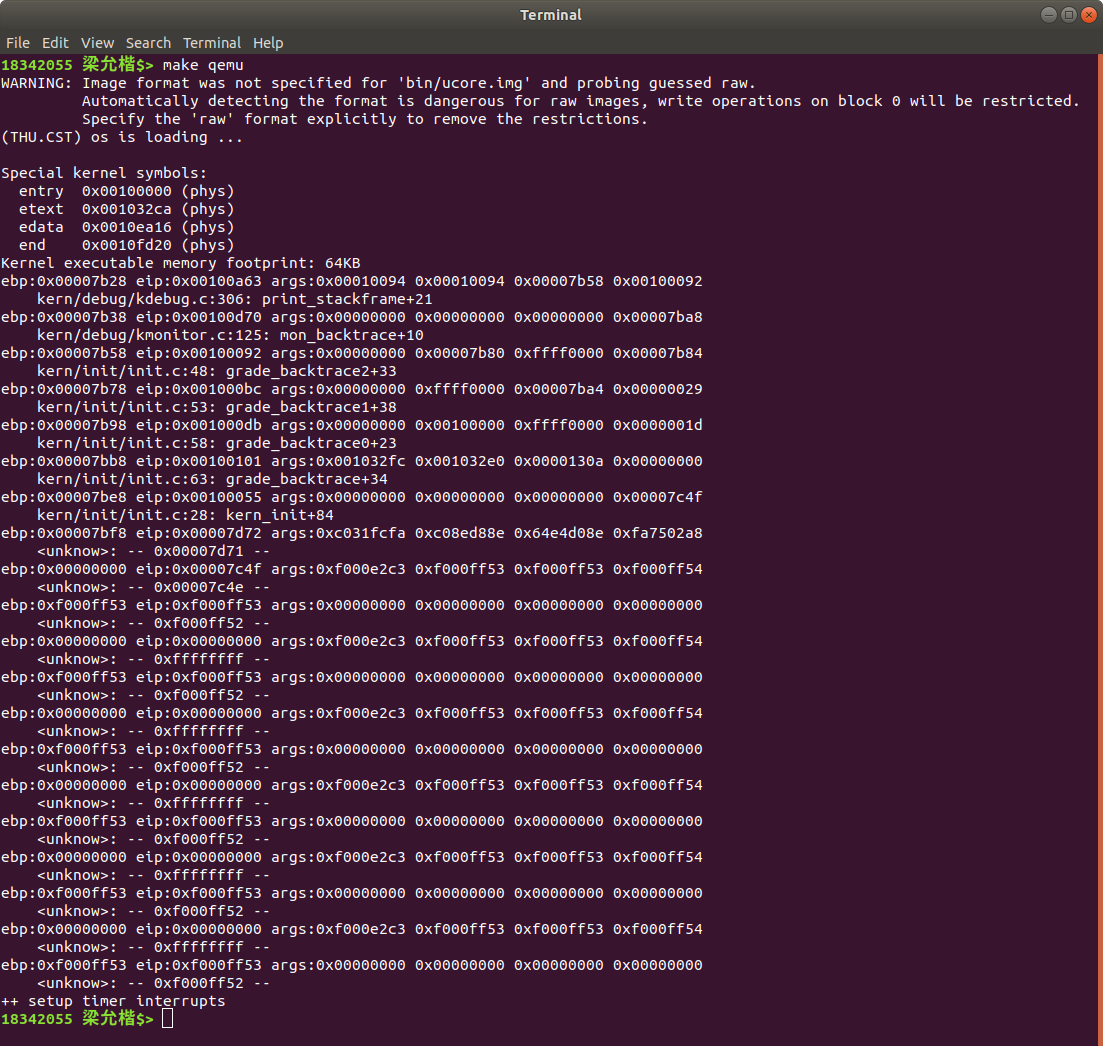 Terminal
File Edit View Search Terminal Help
18342055 梁允楷$> make qemu
WARNING: Image format was not specified for 'bin/ucore.img' and probing guessed raw.
         Automatically detecting the format is dangerous for raw images, write operations on block 0 will be restricted.
         Specify the 'raw' format explicitly to remove the restrictions.
(THU.CST) os is loading ...

Special kernel symbols:
  entry  0x00100000 (phys)
  etext  0x001032ca (phys)
  edata  0x0010ea16 (phys)
  end    0x0010fd20 (phys)
Kernel executable memory footprint: 64KB
ebp:0x00007b28 eip:0x00100a63 args:0x00010094 0x00010094 0x00007b58 0x00100092
    kern/debug/kdebug.c:306: print_stackframe+21
ebp:0x00007b38 eip:0x00100d70 args:0x00000000 0x00000000 0x00000000 0x00007ba8
    kern/debug/kmonitor.c:125: mon_backtrace+10
ebp:0x00007b58 eip:0x00100092 args:0x00000000 0x00007b80 0xffff0000 0x00007b84
    kern/init/init.c:48: grade_backtrace2+33
ebp:0x00007b78 eip:0x001000bc args:0x00000000 0xffff0000 0x00007ba4 0x00000029
    kern/init/init.c:53: grade_backtrace1+38
ebp:0x00007b98 eip:0x001000db args:0x00000000 0x00100000 0xffff0000 0x0000001d
    kern/init/init.c:58: grade_backtrace0+23
ebp:0x00007bb8 eip:0x00100101 args:0x001032fc 0x001032e0 0x0000130a 0x00000000
    kern/init/init.c:63: grade_backtrace+34
ebp:0x00007be8 eip:0x00100055 args:0x00000000 0x00000000 0x00000000 0x00007c4f
    kern/init/init.c:28: kern_init+84
ebp:0x00007bf8 eip:0x00007d72 args:0xc031fcfa 0xc08ed88e 0x64e4d08e 0xfa7502a8
    <unknow>: -- 0x00007d71 --
ebp:0x00000000 eip:0x00007c4f args:0xf000e2c3 0xf000ff53 0xf000ff53 0xf000ff54
    <unknow>: -- 0x00007c4e --
ebp:0xf000ff53 eip:0xf000ff53 args:0x00000000 0x00000000 0x00000000 0x00000000
    <unknow>: -- 0xf000ff52 --
ebp:0x00000000 eip:0x00000000 args:0xf000e2c3 0xf000ff53 0xf000ff53 0xf000ff54
    <unknow>: -- 0xffffffff --
ebp:0xf000ff53 eip:0xf000ff53 args:0x00000000 0x00000000 0x00000000 0x00000000
    <unknow>: -- 0xf000ff52 --
ebp:0x00000000 eip:0x00000000 args:0xf000e2c3 0xf000ff53 0xf000ff53 0xf000ff54
    <unknow>: -- 0xffffffff --
ebp:0xf000ff53 eip:0xf000ff53 args:0x00000000 0x00000000 0x00000000 0x00000000
    <unknow>: -- 0xf000ff52 --
ebp:0x00000000 eip:0x00000000 args:0xf000e2c3 0xf000ff53 0xf000ff53 0xf000ff54
    <unknow>: -- 0xffffffff --
ebp:0xf000ff53 eip:0xf000ff53 args:0x00000000 0x00000000 0x00000000 0x00000000
    <unknow>: -- 0xf000ff52 --
ebp:0x00000000 eip:0x00000000 args:0xf000e2c3 0xf000ff53 0xf000ff53 0xf000ff54
    <unknow>: -- 0xffffffff --
ebp:0xf000ff53 eip:0xf000ff53 args:0x00000000 0x00000000 0x00000000 0x00000000
    <unknow>: -- 0xf000ff52 --
ebp:0x00000000 eip:0x00000000 args:0xf000e2c3 0xf000ff53 0xf000ff53 0xf000ff54
    <unknow>: -- 0xffffffff --
ebp:0xf000ff53 eip:0xf000ff53 args:0x00000000 0x00000000 0x00000000 0x00000000
    <unknow>: -- 0xf000ff52 --
++ setup timer interrupts
18342055 梁允楷$>